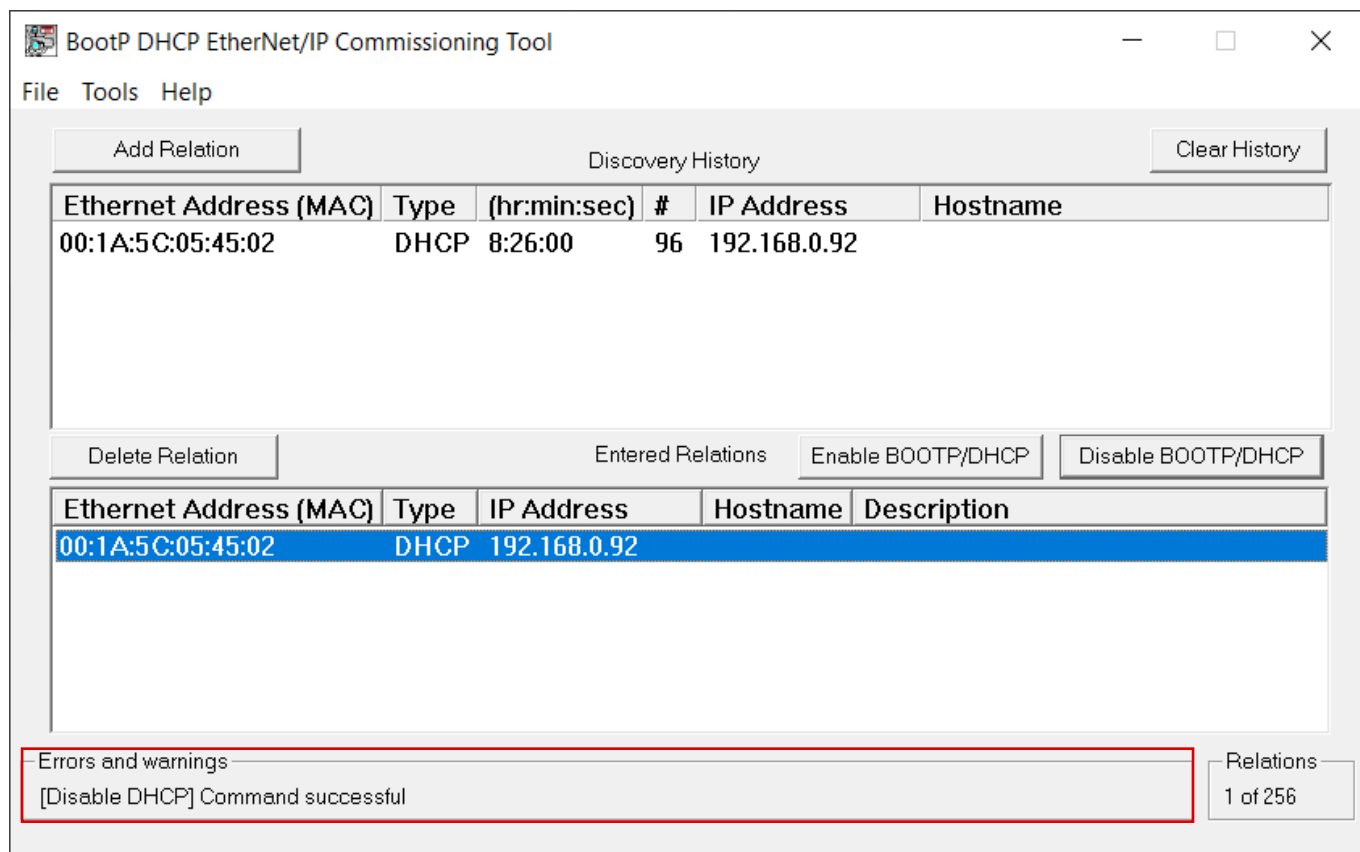 BootP DHCP EtherNet/IP Commissioning Tool
File Tools Help
Add Relation Discovery History Clear History
Ethernet Address (MAC) Type (hr:min:sec) # IP Address Hostname
00:1A:5C:05:45:02 DHCP 8:26:00 96 192.168.0.92
Delete Relation Entered Relations Enable BOOTP/DHCP Disable BOOTP/DHCP
Ethernet Address (MAC) Type IP Address Hostname Description
00:1A:5C:05:45:02 DHCP 192.168.0.92
Errors and warnings Relations
[Disable DHCP] Command successful 1 of 256